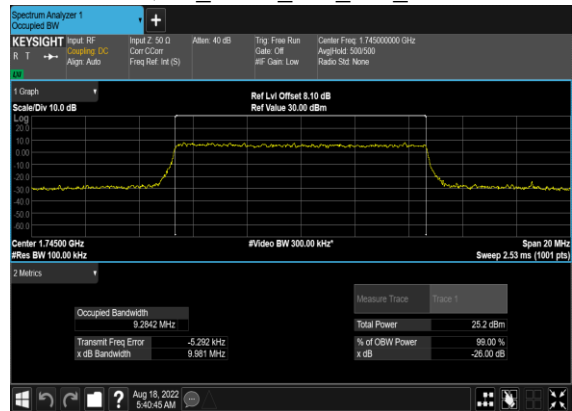 Spectrum Analyzer 1
Occupied BW
KEYSIGHT
R T
Input: RF
Coupling: DC
Align: Auto
Input Z: 50 Ω
Corr CCorr
Freq Ref: Int (S)
Atten: 40 dB
Trig: Free Run
Gate: Off
#IF Gain: Low
Center Freq: 1.745000000 GHz
Avg|Hold: 500/500
Radio Std: None
1 Graph
Scale/Div 10.0 dB
Ref Lvl Offset 8.10 dB
Ref Value 30.00 dBm
Log
20.0
10.0
0.00
-10.0
-20.0
-30.0
-40.0
-50.0
-60.0
Center 1.74500 GHz
#Res BW 100.00 kHz
#Video BW 300.00 kHz*
Span 20 MHz
Sweep 2.53 ms (1001 pts)
2 Metrics
Measure Trace
Trace 1
Occupied Bandwidth
9.2842 MHz
Total Power
25.2 dBm
Transmit Freq Error
-5.292 kHz
% of OBW Power
99.00 %
x dB Bandwidth
9.981 MHz
x dB
-26.00 dB
?
Aug 18, 2022
5:40:45 AM